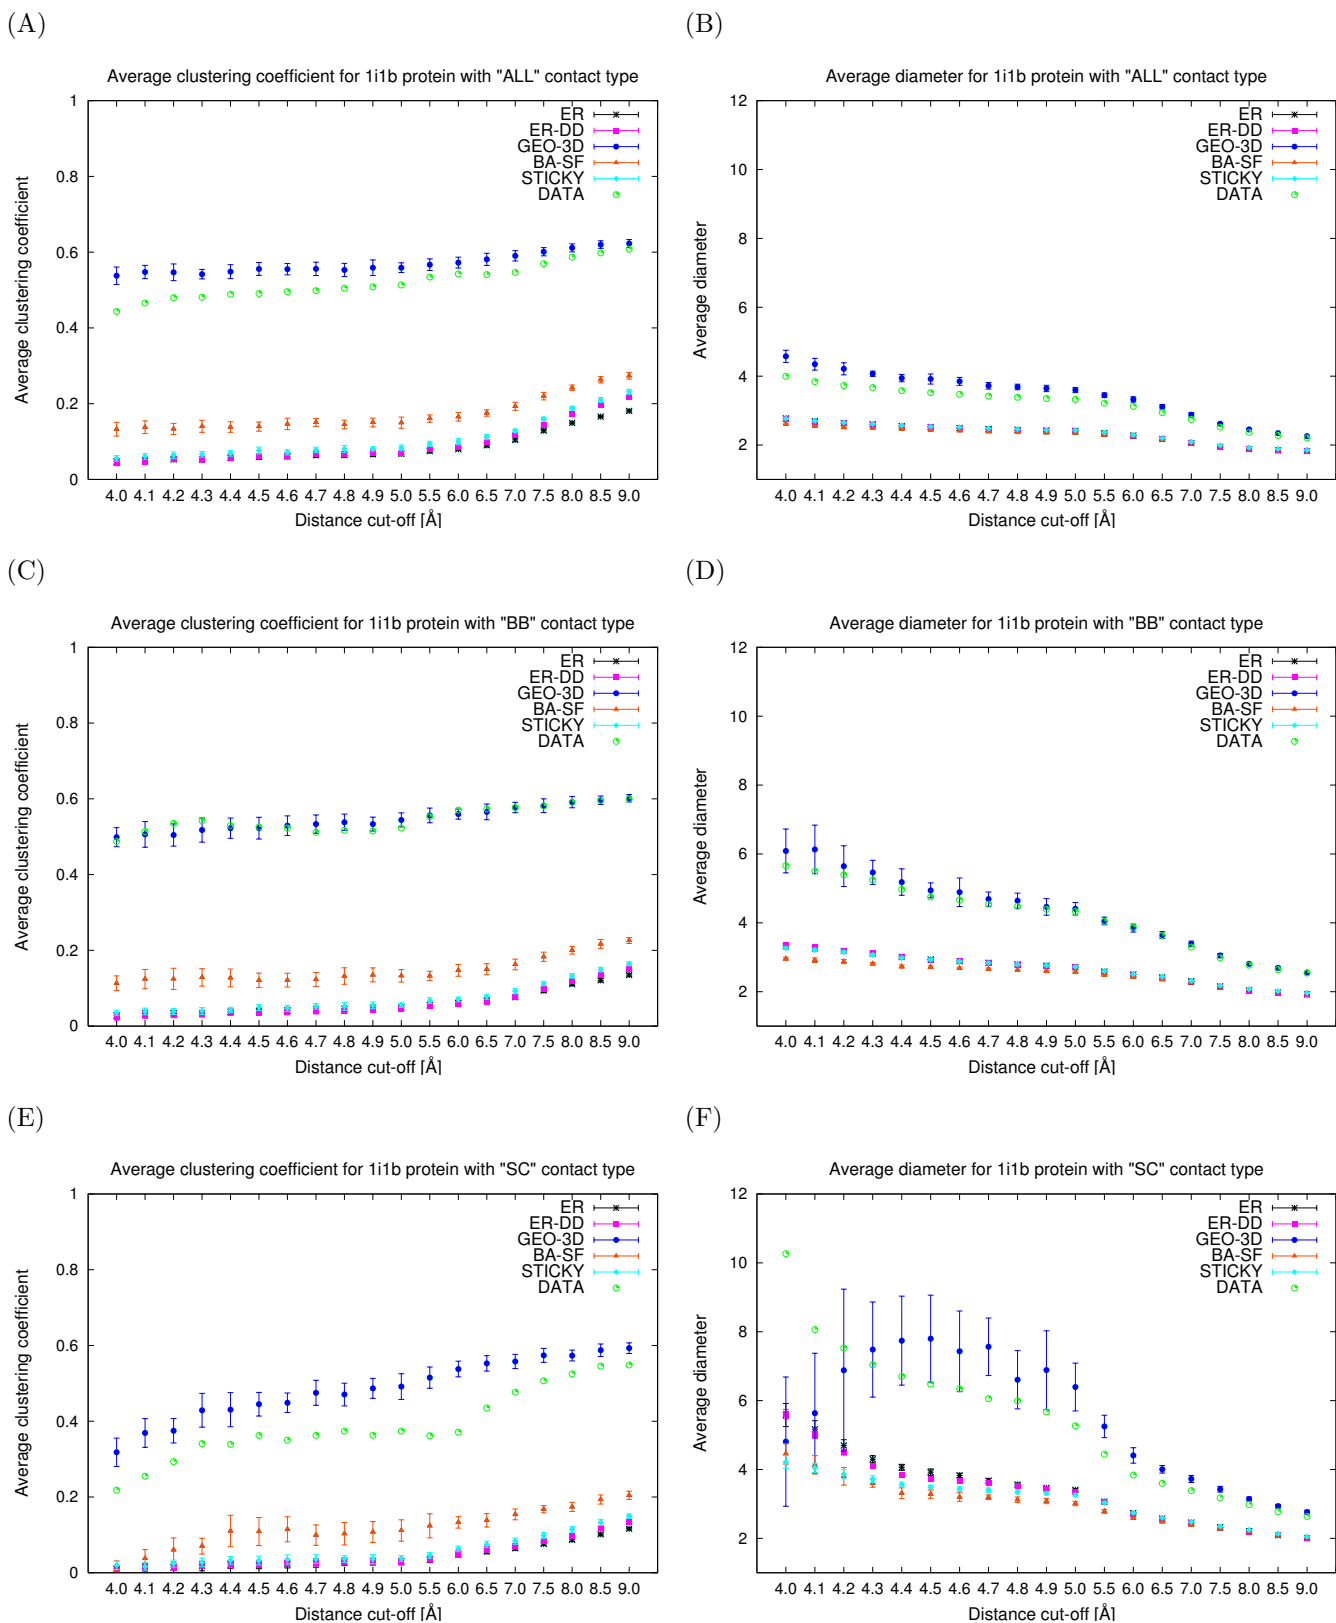 (A)
Average clustering coefficient for 1i1b protein with "ALL" contact type
1
0.8
0.6
0.4
0.2
0
Average clustering coefficient
ER
ER-DD
GEO-3D
BA-SF
STICKY
DATA
4.0 4.1 4.2 4.3 4.4 4.5 4.6 4.7 4.8 4.9 5.0 5.5 6.0 6.5 7.0 7.5 8.0 8.5 9.0
Distance cut-off [Å]
(B)
Average diameter for 1i1b protein with "ALL" contact type
12
10
8
6
4
2
Average diameter
ER
ER-DD
GEO-3D
BA-SF
STICKY
DATA
4.0 4.1 4.2 4.3 4.4 4.5 4.6 4.7 4.8 4.9 5.0 5.5 6.0 6.5 7.0 7.5 8.0 8.5 9.0
Distance cut-off [Å]
(C)
Average clustering coefficient for 1i1b protein with "BB" contact type
1
0.8
0.6
0.4
0.2
0
Average clustering coefficient
ER
ER-DD
GEO-3D
BA-SF
STICKY
DATA
4.0 4.1 4.2 4.3 4.4 4.5 4.6 4.7 4.8 4.9 5.0 5.5 6.0 6.5 7.0 7.5 8.0 8.5 9.0
Distance cut-off [Å]
(D)
Average diameter for 1i1b protein with "BB" contact type
12
10
8
6
4
2
Average diameter
ER
ER-DD
GEO-3D
BA-SF
STICKY
DATA
4.0 4.1 4.2 4.3 4.4 4.5 4.6 4.7 4.8 4.9 5.0 5.5 6.0 6.5 7.0 7.5 8.0 8.5 9.0
Distance cut-off [Å]
(E)
Average clustering coefficient for 1i1b protein with "SC" contact type
1
0.8
0.6
0.4
0.2
0
Average clustering coefficient
ER
ER-DD
GEO-3D
BA-SF
STICKY
DATA
4.0 4.1 4.2 4.3 4.4 4.5 4.6 4.7 4.8 4.9 5.0 5.5 6.0 6.5 7.0 7.5 8.0 8.5 9.0
Distance cut-off [Å]
(F)
Average diameter for 1i1b protein with "SC" contact type
12
10
8
6
4
2
Average diameter
ER
ER-DD
GEO-3D
BA-SF
STICKY
DATA
4.0 4.1 4.2 4.3 4.4 4.5 4.6 4.7 4.8 4.9 5.0 5.5 6.0 6.5 7.0 7.5 8.0 8.5 9.0
Distance cut-off [Å]